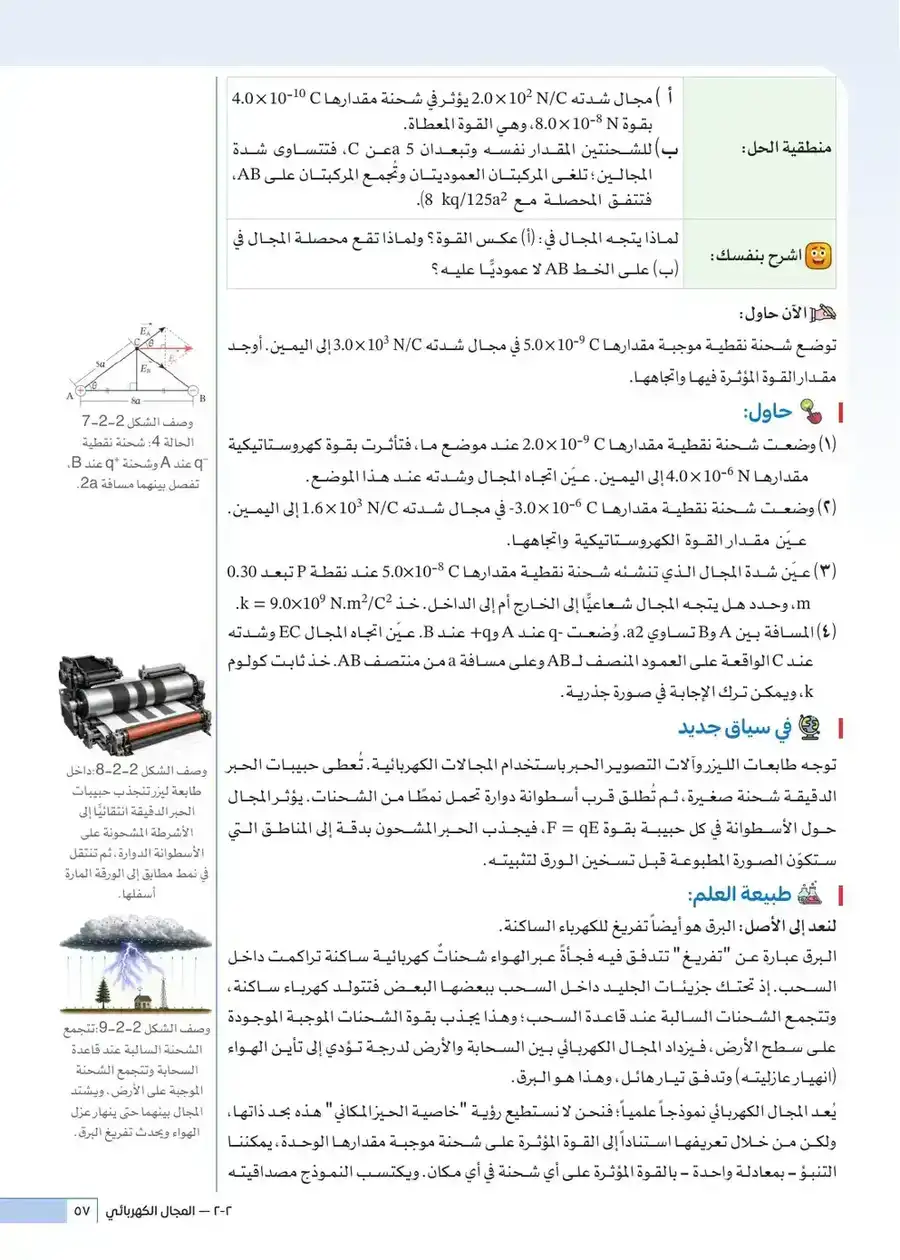 منطقية الحل:
أ ) مجال شدته 2.0×10² N/C يؤثر في شحنة مقدارها 4.0×10⁻¹⁰ C
بقوة 8.0×10⁻⁸ N، وهي القوة المعطاة.
ب) للشحنتين المقدار نفسه وتبعدان 5 a عن C، فتتساوى شدة
المجالين؛ تلغى المركبتان العموديتان وتُجمع المركبتان على AB،
فتتفق المحصلة مع 8 kq/125a²).
اشرح بنفسك:
لماذا يتجه المجال في: (أ) عكس القوة؟ ولماذا تقع محصلة المجال في
(ب) على الخط AB لا عموديًّا عليه؟
الآن حاول:
توضع شحنة نقطية موجبة مقدارها 5.0×10⁻⁹ C في مجال شدته 3.0×10³ N/C إلى اليمين. أوجد
مقدار القوة المؤثرة فيها واتجاهها.
حاول:
(١) وضعت شحنة نقطية مقدارها 2.0×10⁻⁹ C عند موضع ما، فتأثرت بقوة كهروستاتيكية
مقدارها 4.0×10⁻⁶ N إلى اليمين. عيّن اتجاه المجال وشدته عند هذا الموضع.
(٢) وضعت شحنة نقطية مقدارها -3.0×10⁻⁶ C في مجال شدته 1.6×10³ N/C إلى اليمين.
عيّن مقدار القوة الكهروستاتيكية واتجاهها.
(٣) عيّن شدة المجال الذي تنشئه شحنة نقطية مقدارها 5.0×10⁻⁸ C عند نقطة P تبعد 0.30
m، وحدد هل يتجه المجال شعاعيًّا إلى الخارج أم إلى الداخل. خذ k = 9.0×10⁹ N.m²/C².
(٤) المسافة بين A وB تساوي a2. وُضعت -q عند A وq+ عند B. عيّن اتجاه المجال EC وشدته
عند C الواقعة على العمود المنصف لـ AB وعلى مسافة a من منتصف AB. خذ ثابت كولوم
k، ويمكن ترك الإجابة في صورة جذرية.
في سياق جديد
توجه طابعات الليزر وآلات التصوير الحبر باستخدام المجالات الكهربائية. تُعطى حبيبات الحبر
الدقيقة شحنة صغيرة، ثم تُطلق قرب أسطوانة دوارة تحمل نمطًا من الشحنات. يؤثر المجال
حول الأسطوانة في كل حبيبة بقوة F = qE، فيجذب الحبر المشحون بدقة إلى المناطق التي
ستكوّن الصورة المطبوعة قبل تسخين الورق لتثبيته.
طبيعة العلم:
لنعد إلى الأصل: البرق هو أيضاً تفريغ للكهرباء الساكنة.
البرق عبارة عن "تفريغ" تتدفق فيه فجأةً عبر الهواء شحناتٌ كهربائية ساكنة تراكمت داخل
السحب. إذ تحتك جزيئات الجليد داخل السحب ببعضها البعض فتتولد كهرباء ساكنة،
وتتجمع الشحنات السالبة عند قاعدة السحب؛ وهذا يجذب بقوة الشحنات الموجبة الموجودة
على سطح الأرض، فيزداد المجال الكهربائي بين السحابة والأرض لدرجة تؤدي إلى تأين الهواء
(انهيار عازليته) وتدفق تيار هائل، وهذا هو البرق.
يُعد المجال الكهربائي نموذجاً علمياً؛ فنحن لا نستطيع رؤية "خاصية الحيز المكاني" هذه بحد ذاتها،
ولكن من خلال تعريفها استناداً إلى القوة المؤثرة على شحنة موجبة مقدارها الوحدة، يمكننا
التنبؤ – بمعادلة واحدة – بالقوة المؤثرة على أي شحنة في أي مكان. ويكتسب النموذج مصداقيته
E_A
C θ
E_B
5a
θ
A
B
8a
وصف الشكل 2-2-7
الحالة 4: شحنة نقطية
q⁻ عند A وشحنة q⁺ عند B،
تفصل بينهما مسافة 2a.
وصف الشكل 2-2-8:داخل
طابعة ليزر تنجذب حبيبات
الحبر الدقيقة انتقائيًّا إلى
الأشرطة المشحونة على
الأسطوانة الدوارة، ثم تنتقل
في نمط مطابق إلى الورقة المارة
أسفلها.
وصف الشكل 2-2-9:تتجمع
الشحنة السالبة عند قاعدة
السحابة وتتجمع الشحنة
الموجبة على الأرض، ويشتد
المجال بينهما حتى ينهار عزل
الهواء ويحدث تفريغ البرق.
٢-٢ — المجال الكهربائي
٥٧